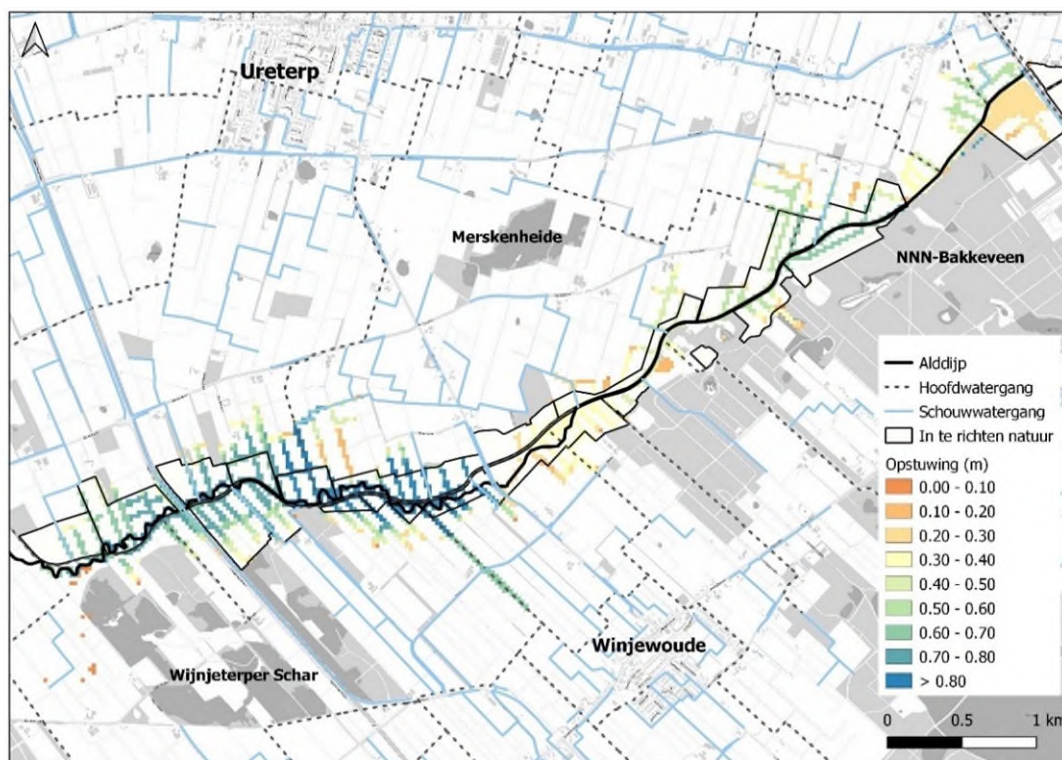 Ureterp
Merskenheide
NNN-Bakkeveen
Alddijp
Hoofdwatergang
Schouwwatergang
In te richten natuur
Opstuwing (m)
0.00 - 0.10
0.10 - 0.20
0.20 - 0.30
0.30 - 0.40
0.40 - 0.50
0.50 - 0.60
0.60 - 0.70
0.70 - 0.80
> 0.80
Winjewoude
Wijnjeterper Schar
0 0.5 1 km